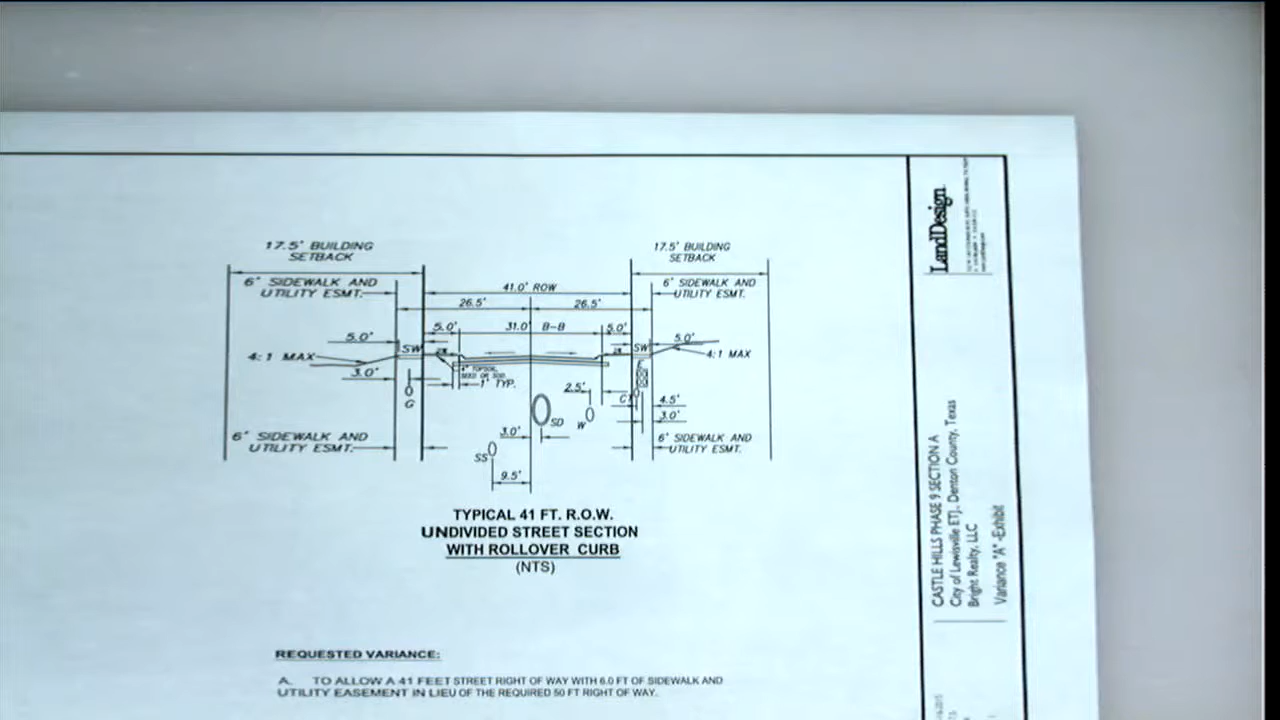 17.5' BUILDING
SETBACK
17.5' BUILDING
SETBACK
6' SIDEWALK AND
UTILITY ESMT.
6' SIDEWALK AND
UTILITY ESMT.
41.0' ROW
26.5'
26.5'
5.0'
31.0' B-B
5.0'
5.0'
SW
SW
5.0'
4:1 MAX
4:1 MAX
3.0'
4" TOPSOIL,
SEED OR SOD.
1' TYP.
G
2.5'
4.5'
3.0'
SD
W
3.0'
6' SIDEWALK AND
UTILITY ESMT.
6' SIDEWALK AND
UTILITY ESMT.
SS
9.5'
TYPICAL 41 FT. R.O.W.
UNDIVIDED STREET SECTION
WITH ROLLOVER CURB
(NTS)
REQUESTED VARIANCE:
A. TO ALLOW A 41 FEET STREET RIGHT OF WAY WITH 6.0 FT OF SIDEWALK AND
UTILITY EASEMENT IN LIEU OF THE REQUIRED 50 FT RIGHT OF WAY.
LandDesign
CASTLE HILLS PHASE 9 SECTION A
City of Lewisville ETJ., Denton County, Texas
Bright Realty, LLC
Variance "A"-Exhibit